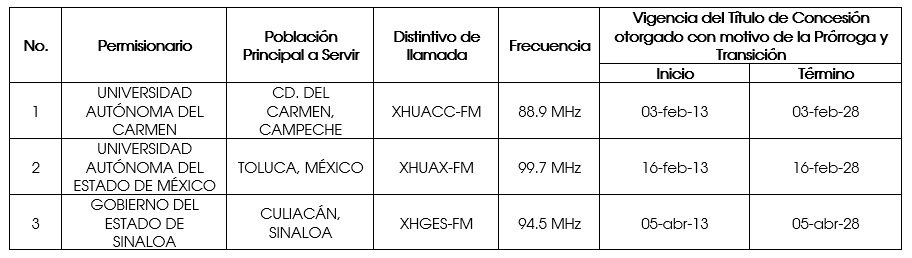 No.
Permisionario
Población
Principal a Servir
Distintivo de
llamada
Frecuencia
Vigencia del Título de Concesión
otorgado con motivo de la Prórroga y
Transición
Inicio
Término
1
UNIVERSIDAD
AUTÓNOMA DEL
CARMEN
CD. DEL
CARMEN,
CAMPECHE
XHUACC-FM
88.9 MHz
03-feb-13
03-feb-28
2
UNIVERSIDAD
AUTÓNOMA DEL
ESTADO DE MÉXICO
TOLUCA, MÉXICO
XHUAX-FM
99.7 MHz
16-feb-13
16-feb-28
3
GOBIERNO DEL
ESTADO DE
SINALOA
CULIACÁN,
SINALOA
XHGES-FM
94.5 MHz
05-abr-13
05-abr-28